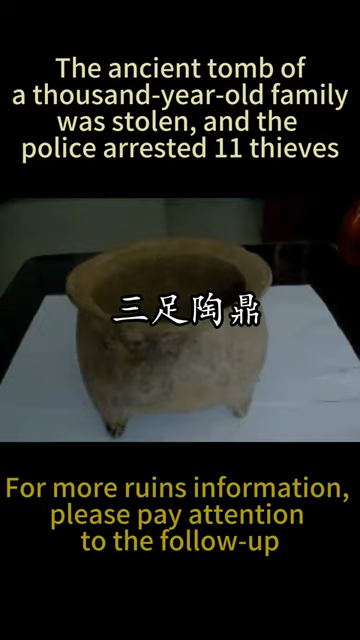 The ancient tomb of
a thousand-year-old family
was stolen, and the
police arrested 11 thieves
三足陶鼎
For more ruins information,
please pay attention
to the follow-up